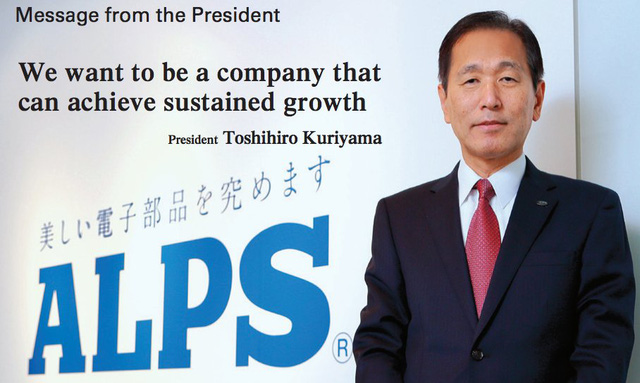 Message from the President
We want to be a company that
can achieve sustained growth
President Toshihiro Kuriyama
美しい電子部品を究めます
ALPS®